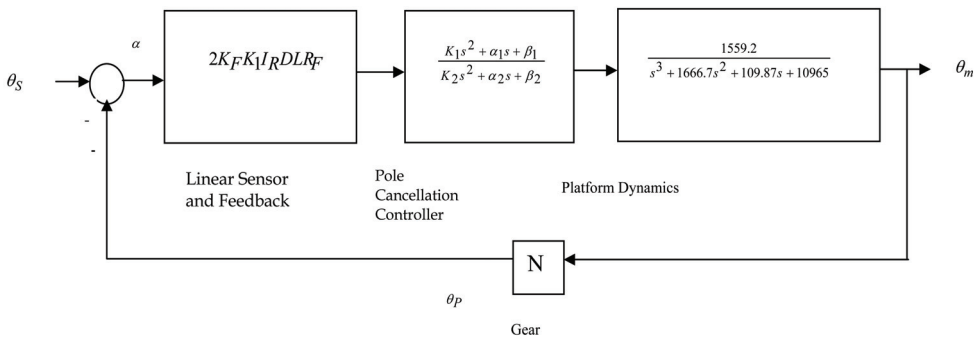 θS
α
-
-
2KFK1IRDLRF
K1s² + α1s + β1
K2s² + α2s + β2
1559.2
s³ + 1666.7s² + 109.87s + 10965
θm
Linear Sensor
and Feedback
Pole
Cancellation
Controller
Platform Dynamics
N
θP
Gear